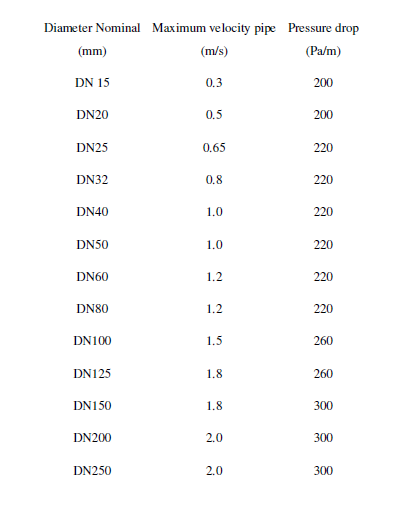 Diameter Nominal Maximum velocity pipe Pressure drop
(mm) (m/s) (Pa/m)
DN 15 0.3 200
DN20 0.5 200
DN25 0.65 220
DN32 0.8 220
DN40 1.0 220
DN50 1.0 220
DN60 1.2 220
DN80 1.2 220
DN100 1.5 260
DN125 1.8 260
DN150 1.8 300
DN200 2.0 300
DN250 2.0 300